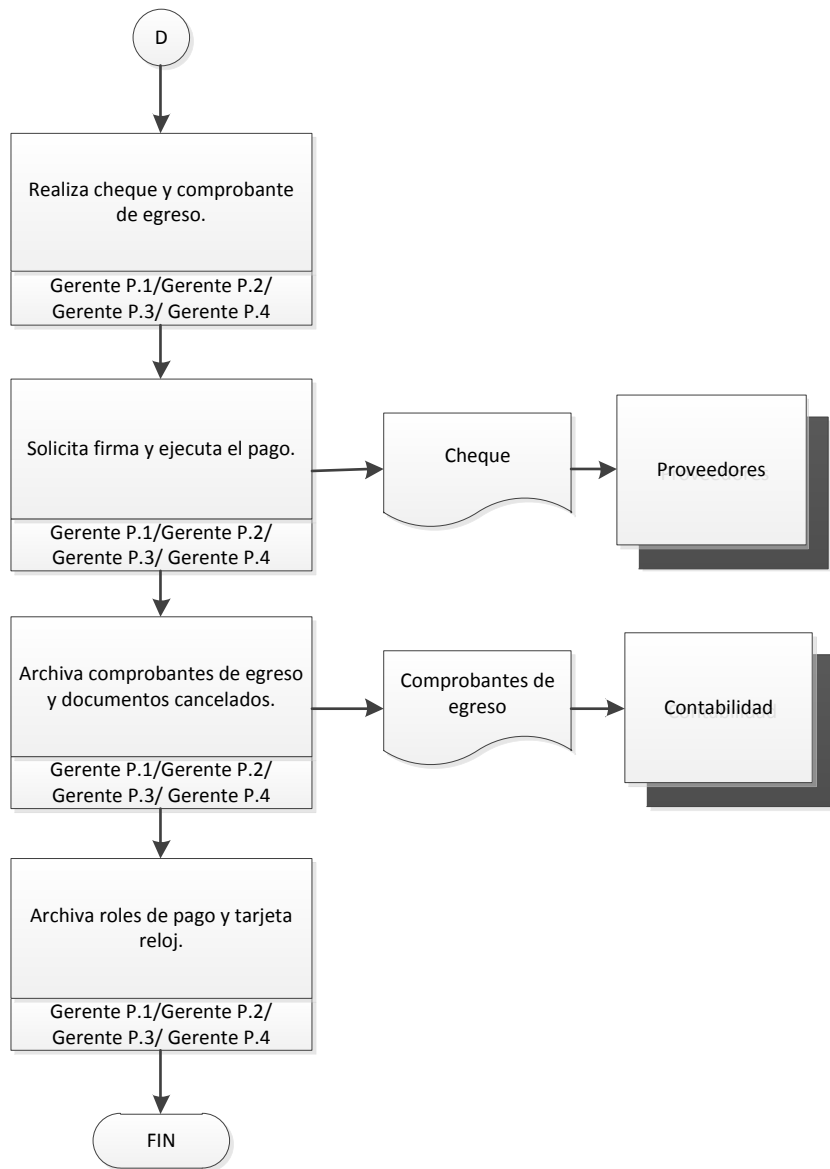 D
Realiza cheque y comprobante
de egreso.
Gerente P.1/Gerente P.2/
Gerente P.3/ Gerente P.4
Solicita firma y ejecuta el pago.
Gerente P.1/Gerente P.2/
Gerente P.3/ Gerente P.4
Cheque
Proveedores
Archiva comprobantes de egreso
y documentos cancelados.
Gerente P.1/Gerente P.2/
Gerente P.3/ Gerente P.4
Comprobantes de
egreso
Contabilidad
Archiva roles de pago y tarjeta
reloj.
Gerente P.1/Gerente P.2/
Gerente P.3/ Gerente P.4
FIN